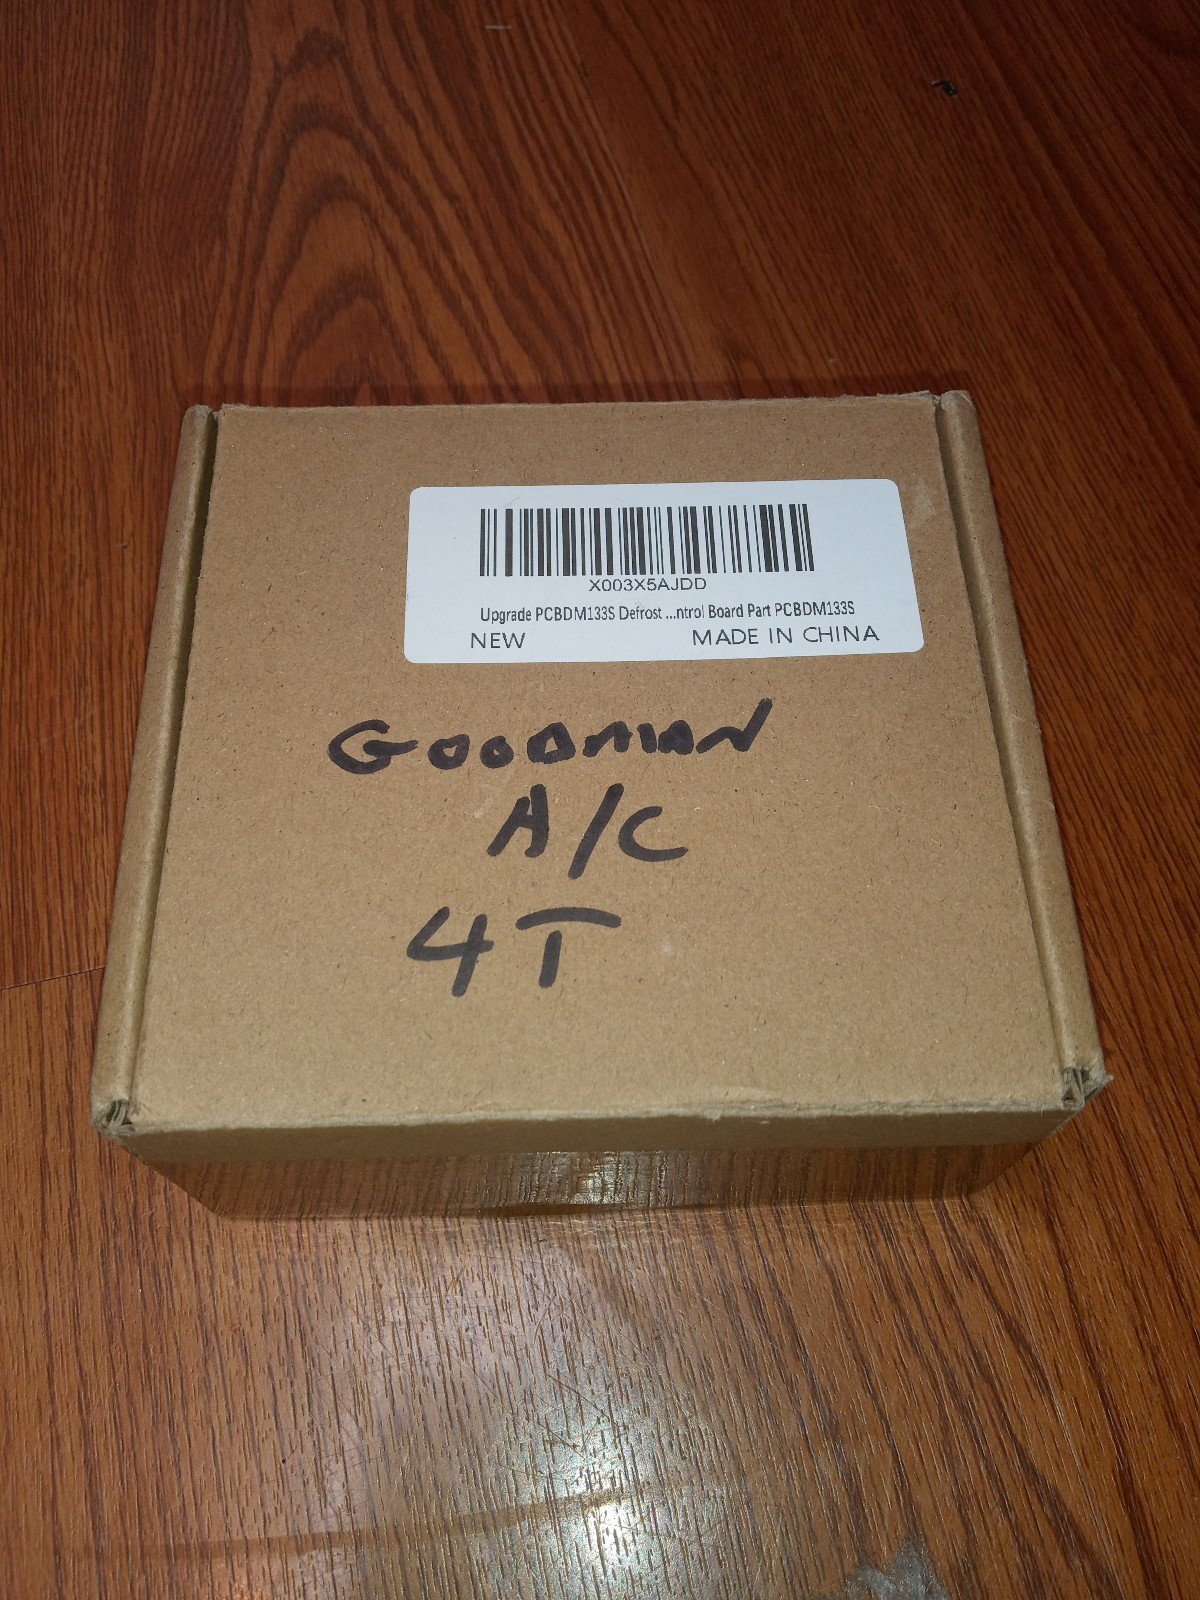 X003X5AJDD
Upgrade PCBDM133S Defrost ...ntrol Board Part PCBDM133S
NEW MADE IN CHINA
GOODMAN
A/C
4T